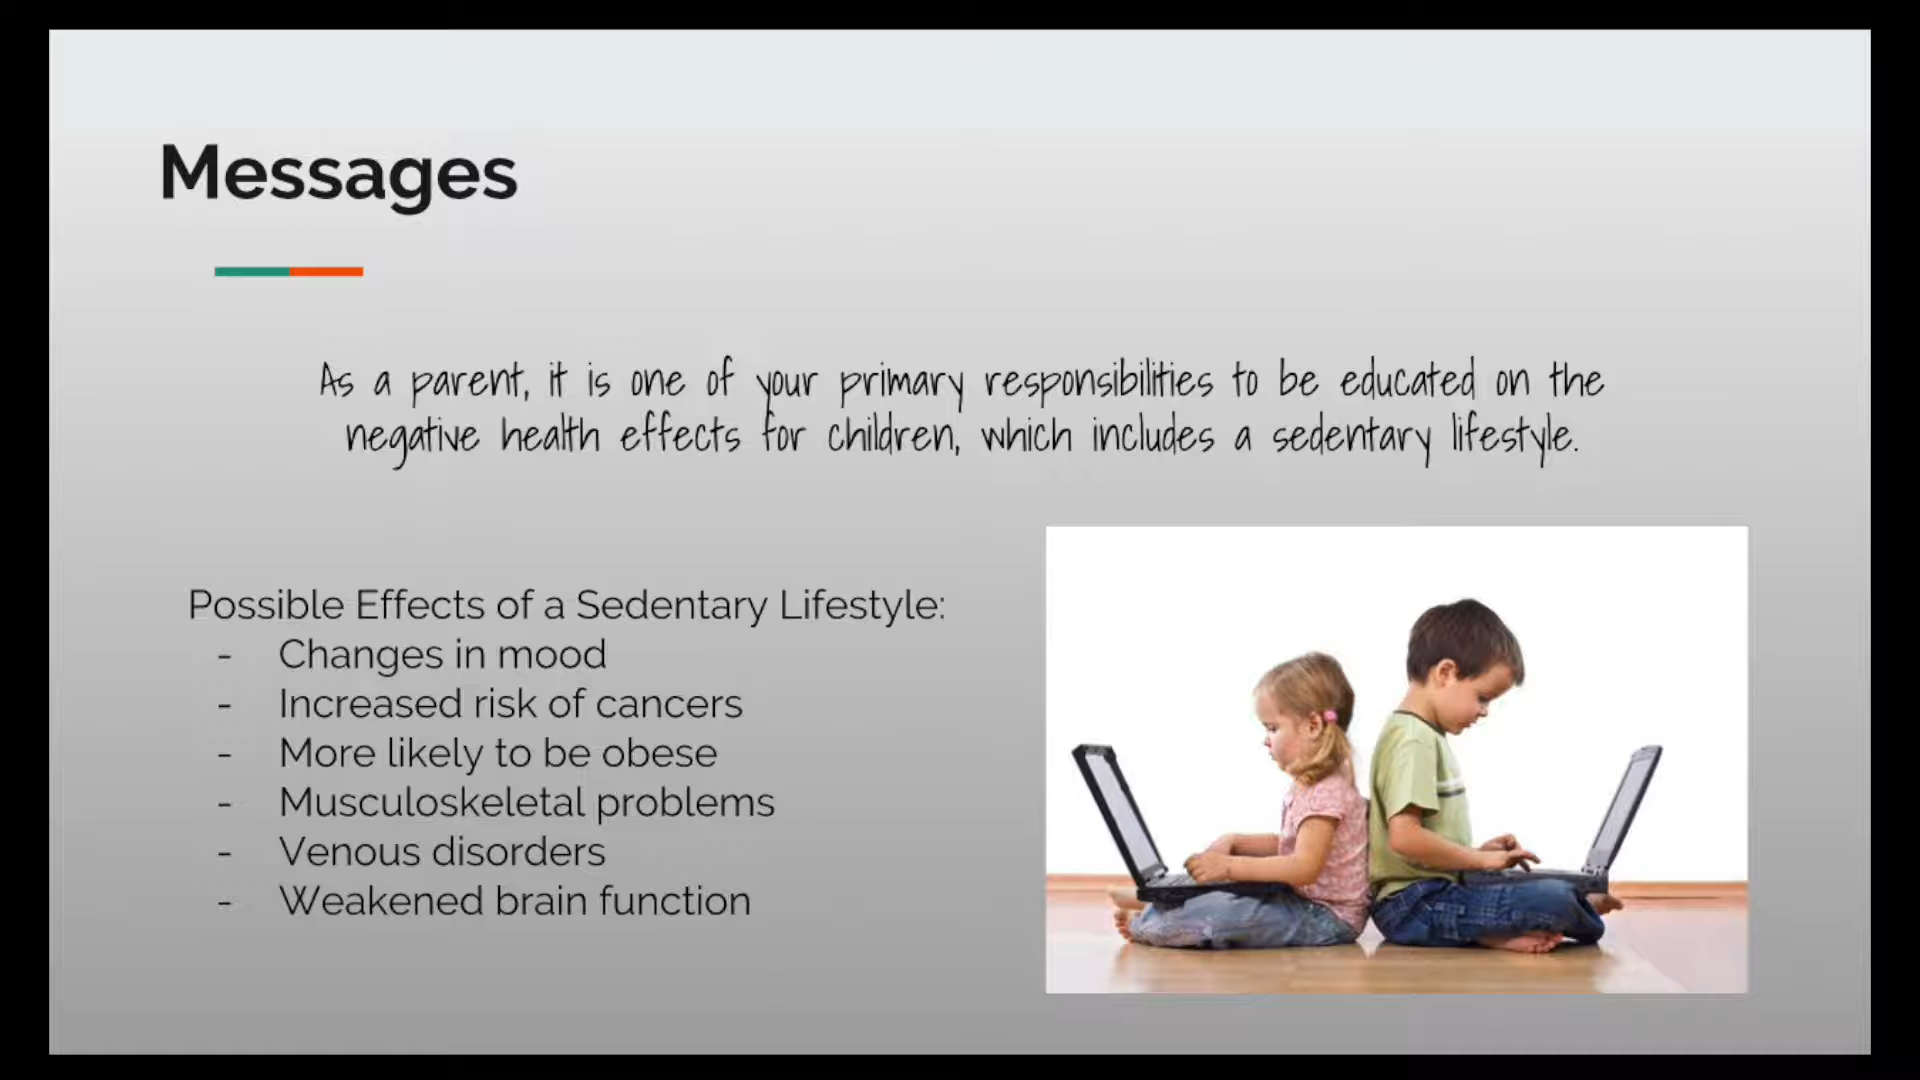 Messages
As a parent, it is one of your primary responsibilities to be educated on the
negative health effects for children, which includes a sedentary lifestyle.
Possible Effects of a Sedentary Lifestyle:
- Changes in mood
- Increased risk of cancers
- More likely to be obese
- Musculoskeletal problems
- Venous disorders
- Weakened brain function